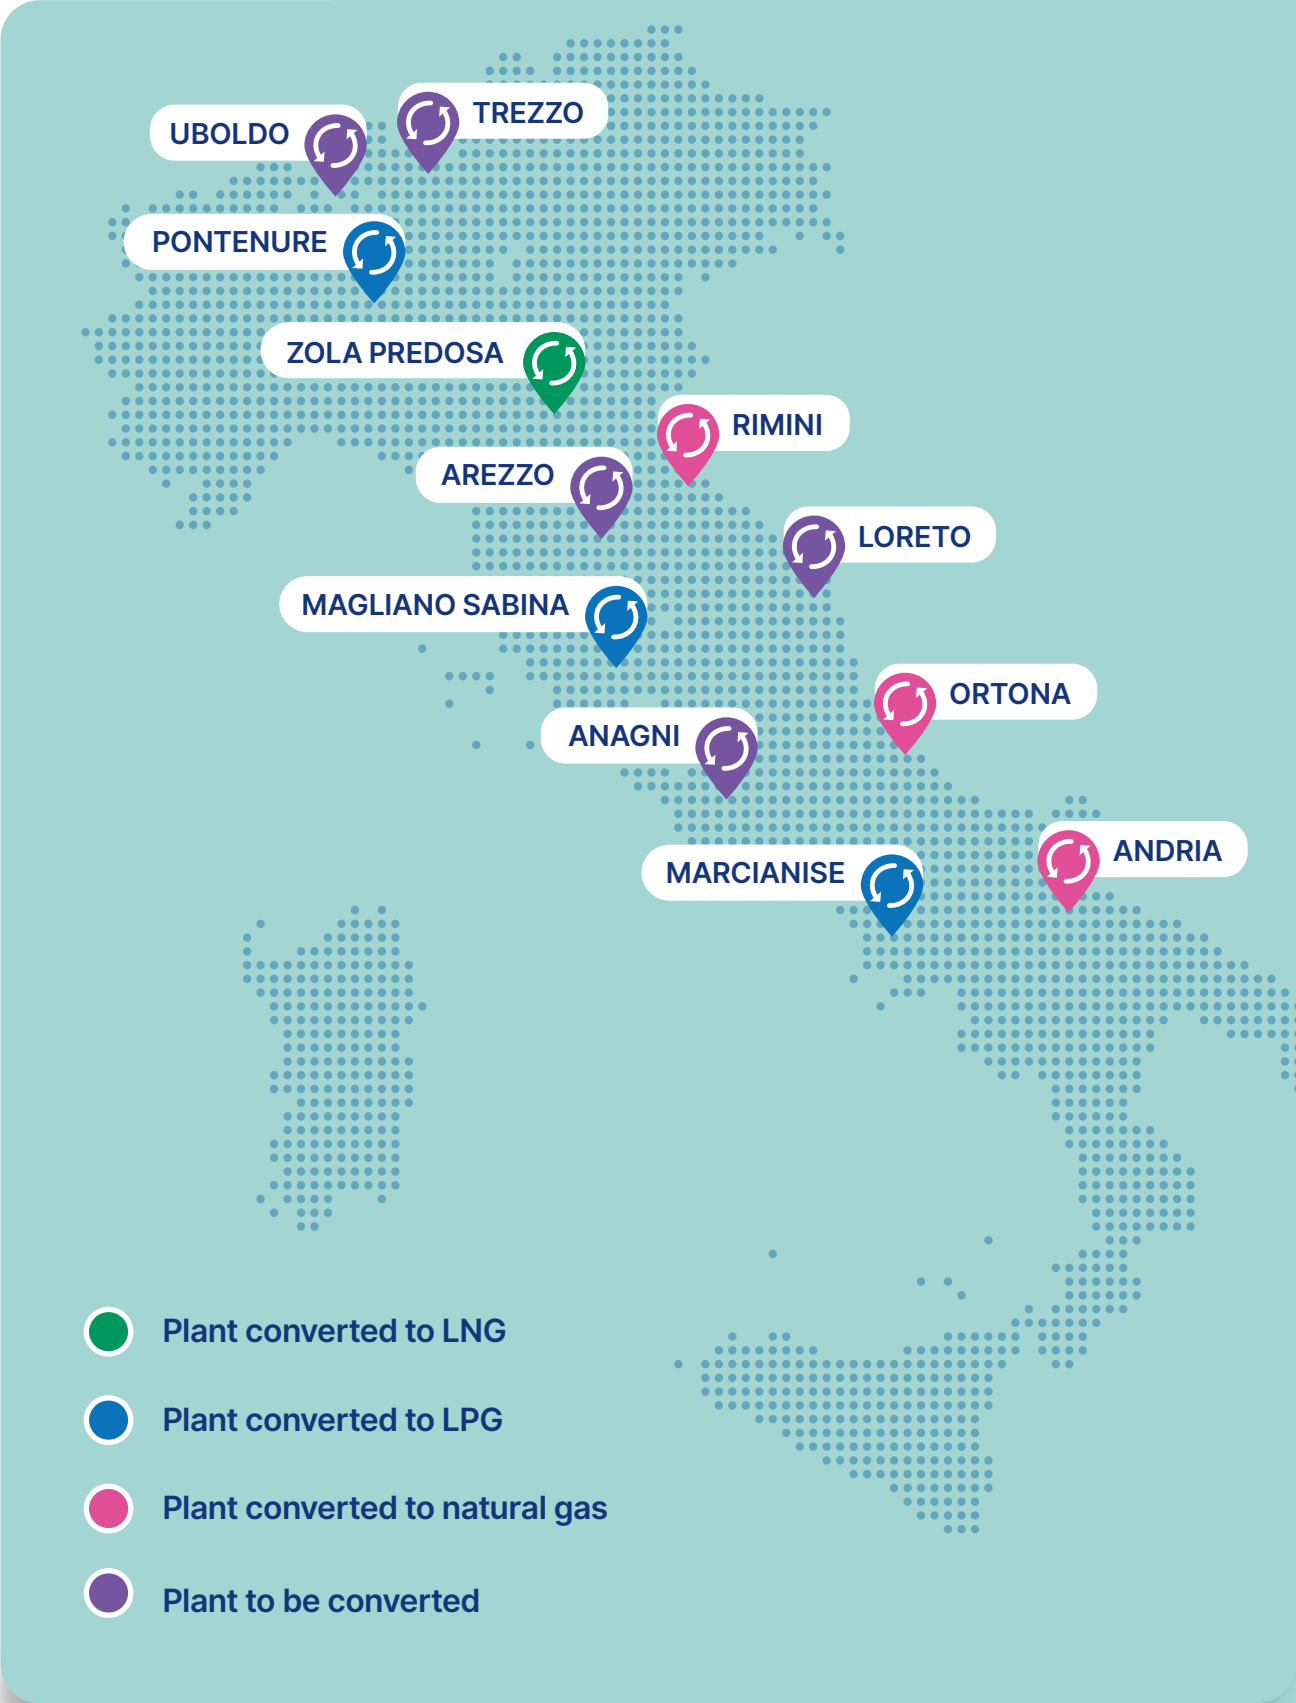 TREZZO
UBOLDO
PONTENURE
ZOLA PREDOSA
RIMINI
AREZZO
LORETO
MAGLIANO SABINA
ORTONA
ANAGNI
ANDRIA
MARCIANISE
Plant converted to LNG
Plant converted to LPG
Plant converted to natural gas
Plant to be converted